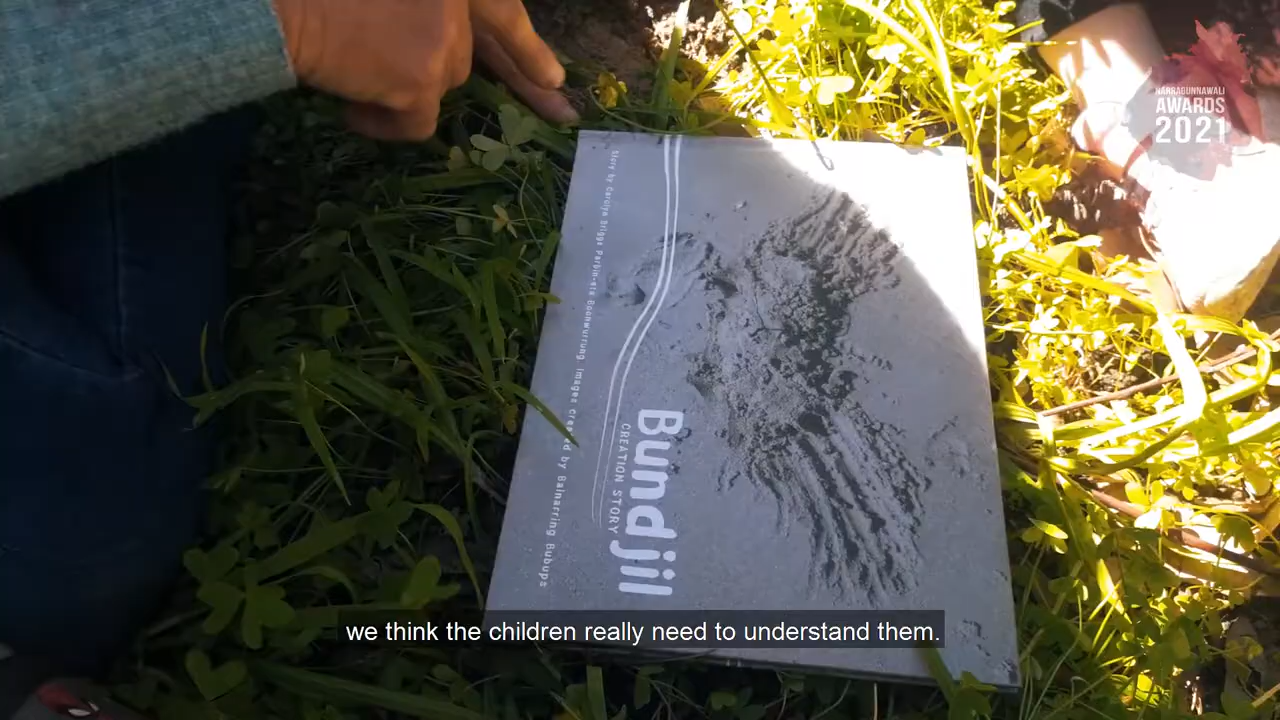 NARRAGUNNAWALI
AWARDS
2021
Story by Carolyn Briggs Parbin-ata Boonwurrung. Images Created by Balnarring Bubups
Bundjil
CREATION STORY
we think the children really need to understand them.